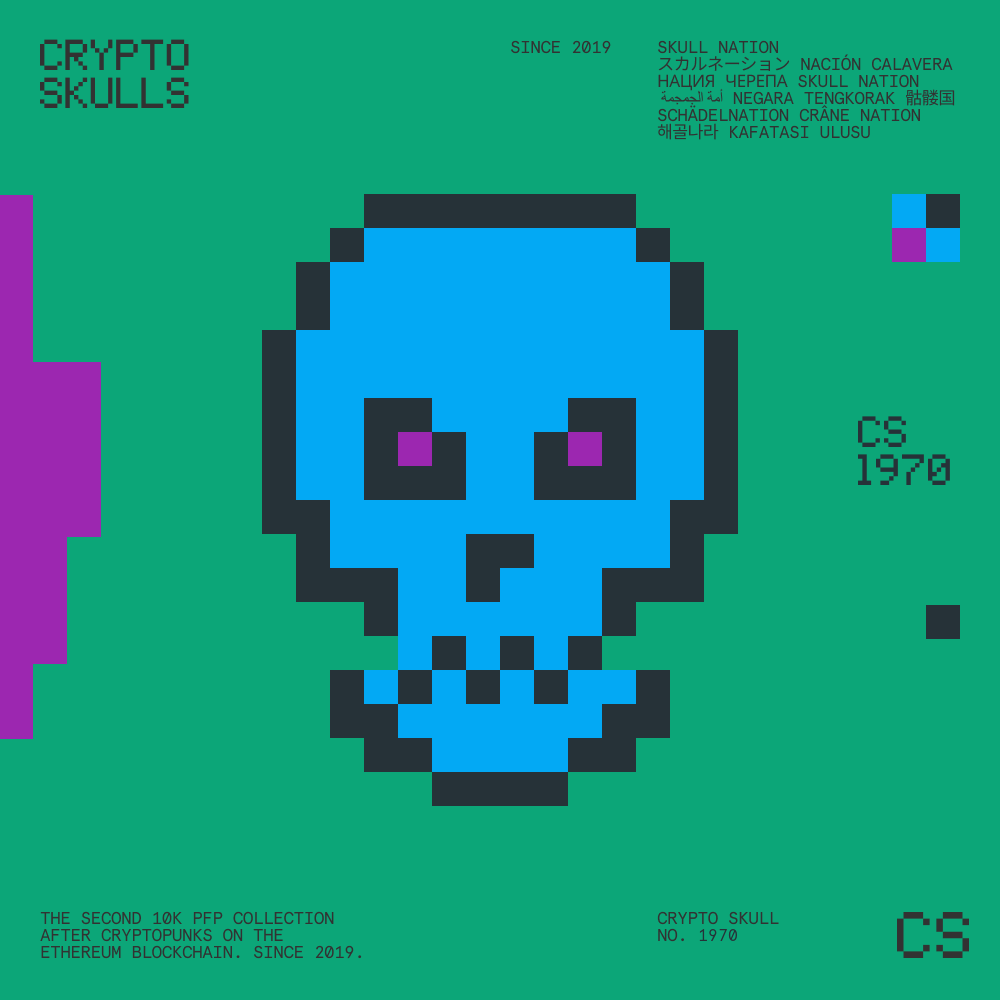 CRYPTO
SKULLS
SINCE 2019
SKULL NATION
スカルネーション NACIÓN CALAVERA
НАЦИЯ ЧЕРЕПА SKULL NATION
أمة الجمجمة NEGARA TENGKORAK 骷髅国
SCHÄDELNATION CRÂNE NATION
해골나라 KAFATASI ULUSU
CS
1970
THE SECOND 10K PFP COLLECTION
AFTER CRYPTOPUNKS ON THE
ETHEREUM BLOCKCHAIN. SINCE 2019.
CRYPTO SKULL
NO. 1970
CS